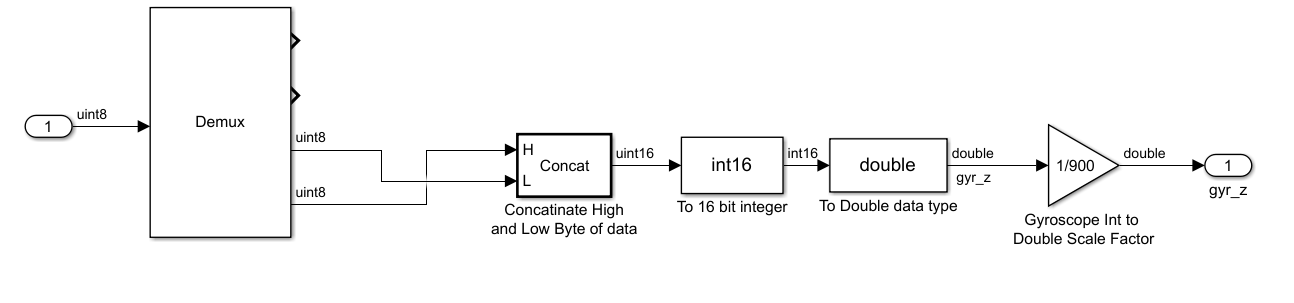 1
uint8
Demux
uint8
uint8
H
L
Concat
Concatinate High
and Low Byte of data
uint16
int16
To 16 bit integer
int16
double
To Double data type
double
gyr_z
1/900
Gyroscope Int to
Double Scale Factor
double
1
gyr_z